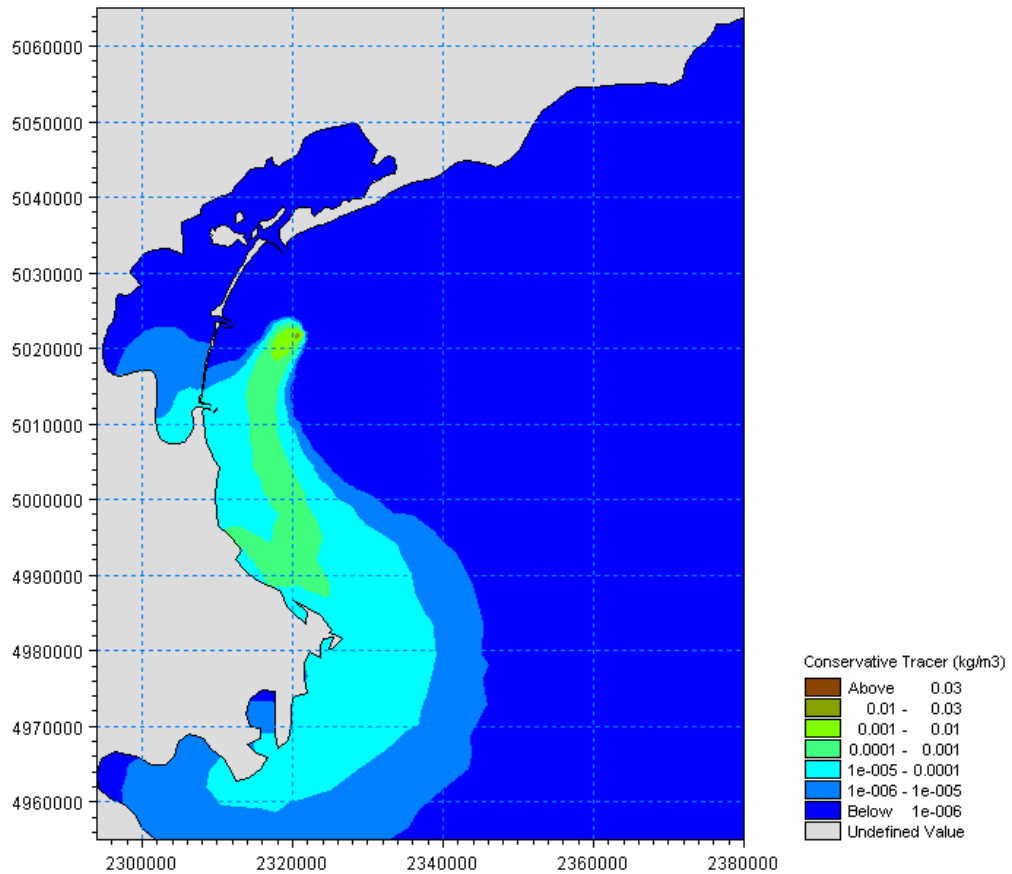 5060000
5050000
5040000
5030000
5020000
5010000
5000000
4990000
4980000
4970000
4960000
2300000 2320000 2340000 2360000 2380000
Conservative Tracer (kg/m3)
Above 0.03
0.01 - 0.03
0.001 - 0.01
0.0001 - 0.001
1e-005 - 0.0001
1e-006 - 1e-005
Below 1e-006
Undefined Value